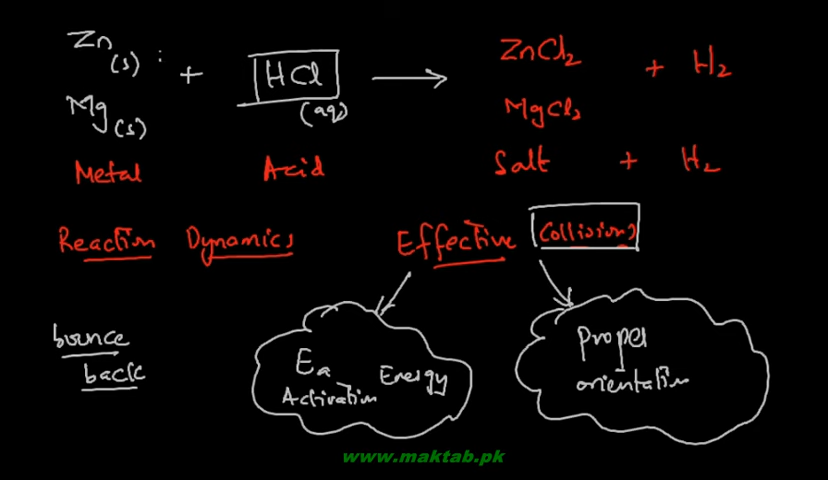 Zn(s) + HCl(aq) → ZnCl₂ + H₂
Mg(s) MgCl₂
Metal Acid Salt + H₂
Reaction Dynamics Effective Collisions
bounce back
Ea Activation Energy
Proper orientation
www.maktab.pk